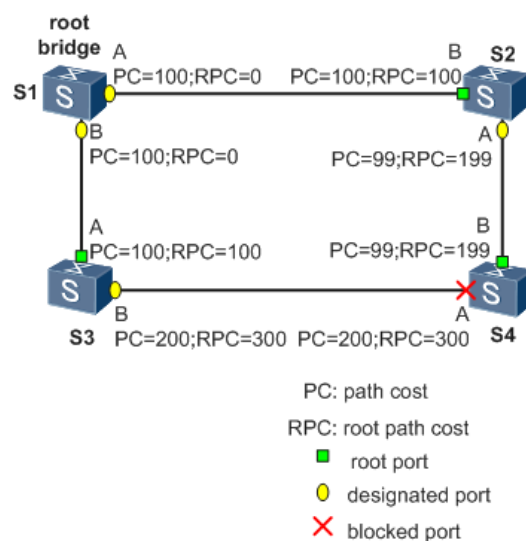 root
bridge
A
B
S2
S1
PC=100;RPC=0
PC=100;RPC=100
S
S
B
A
PC=100;RPC=0
PC=99;RPC=199
A
B
PC=100;RPC=100
PC=99;RPC=199
S
S
B
A
S3
S4
PC=200;RPC=300
PC=200;RPC=300
PC: path cost
RPC: root path cost
root port
designated port
blocked port